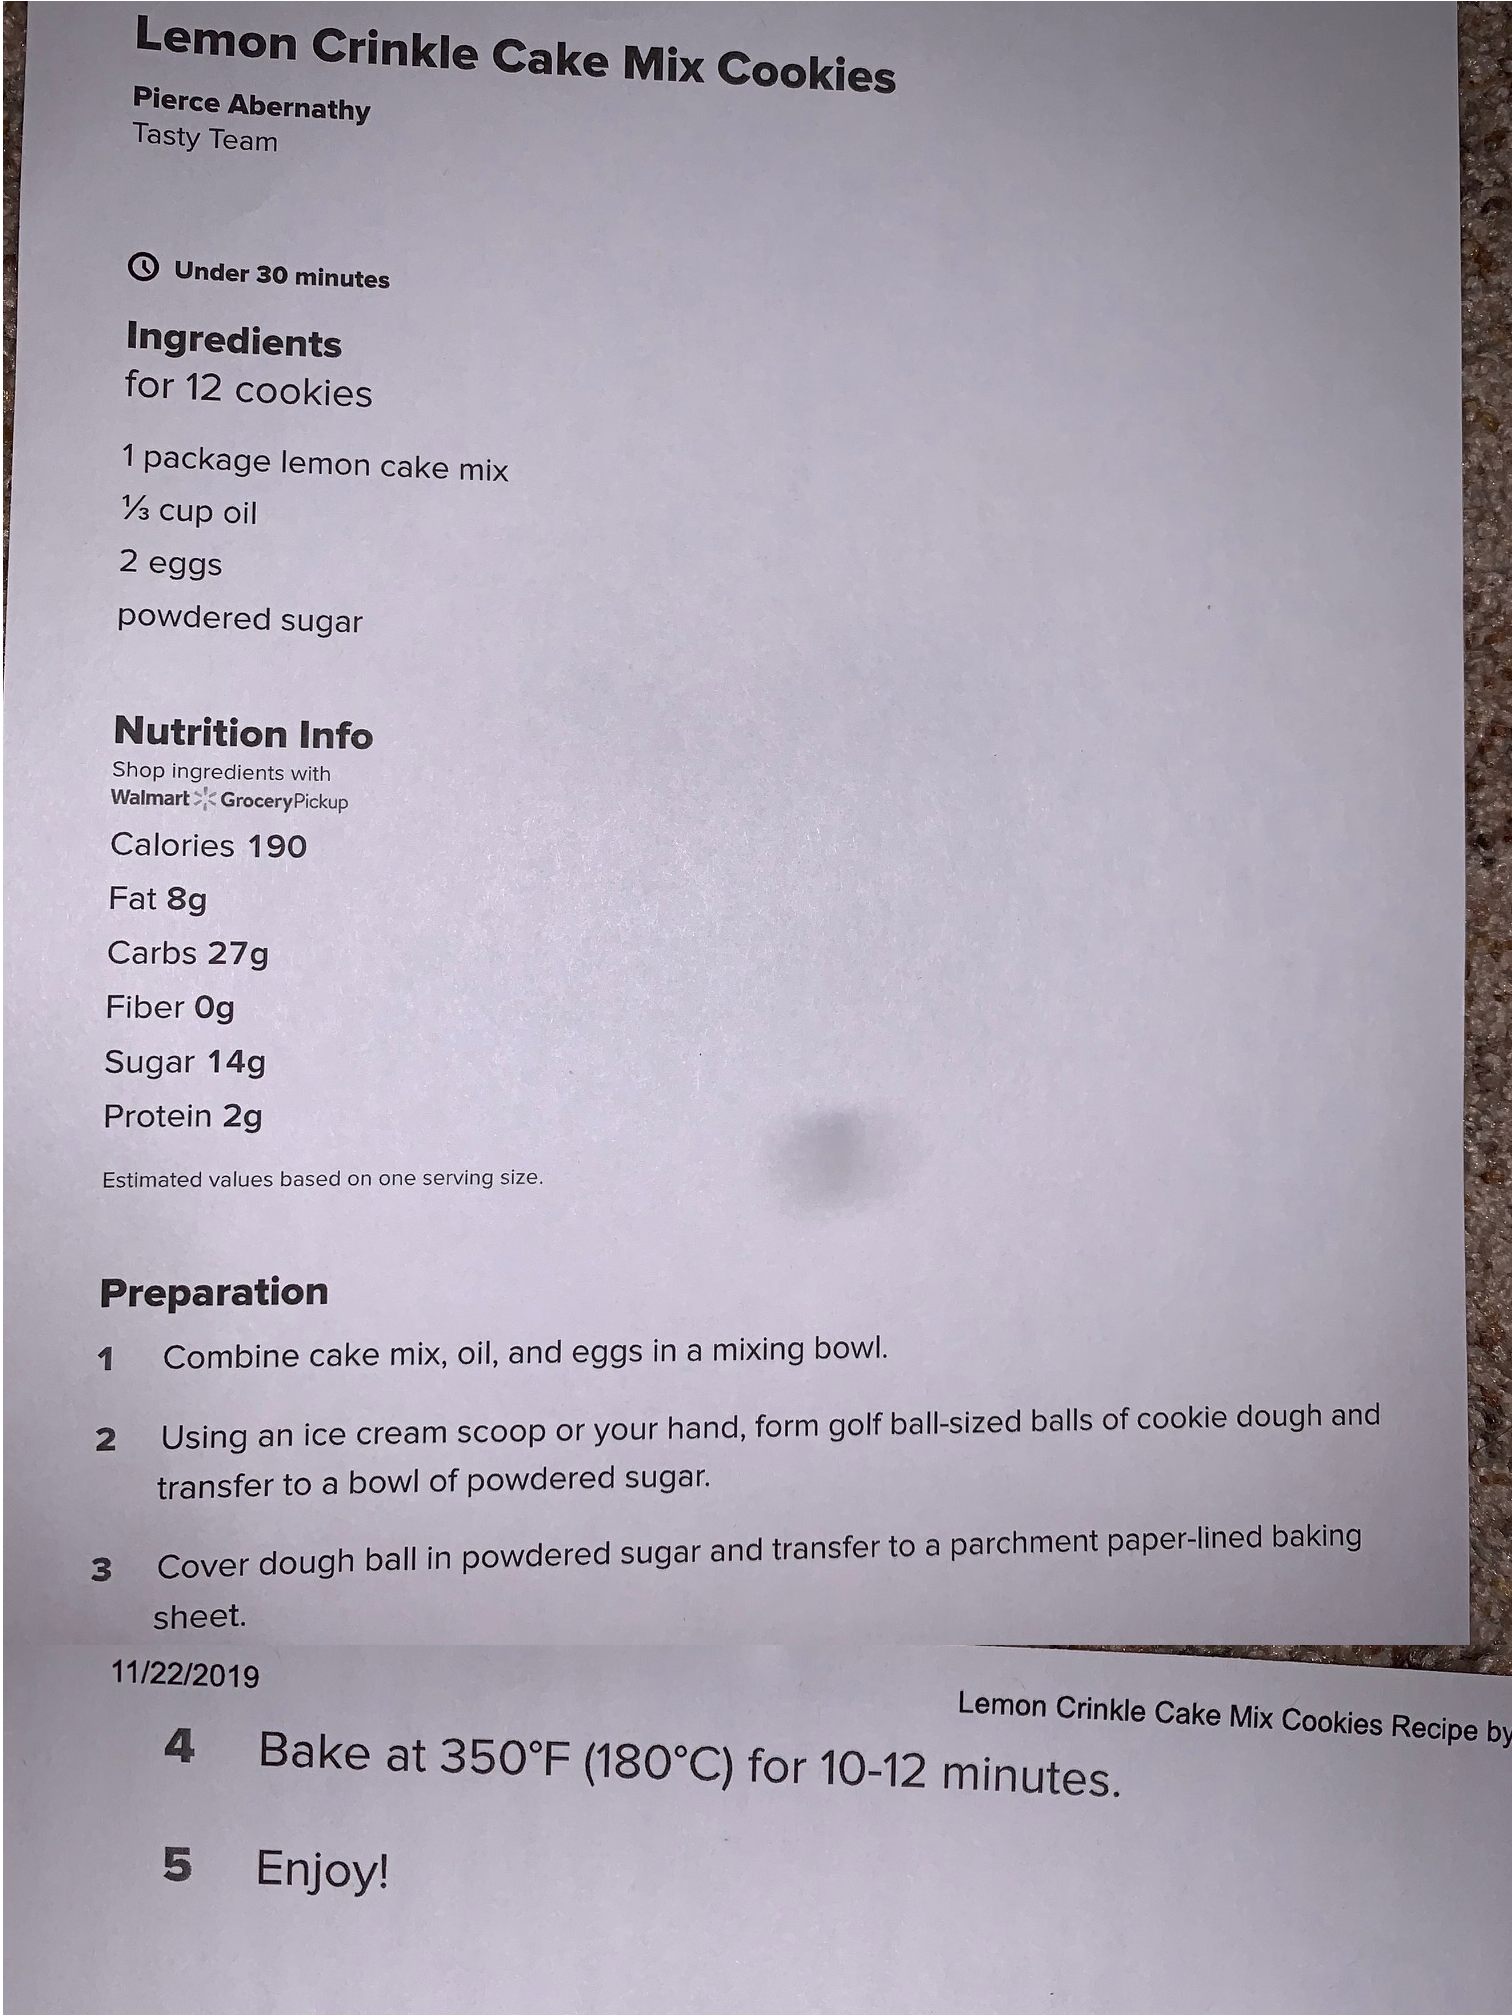 Lemon Crinkle Cake Mix Cookies
Pierce Abernathy
Tasty Team
Under 30 minutes
Ingredients
for 12 cookies
1 package lemon cake mix
⅓ cup oil
2 eggs
powdered sugar
Nutrition Info
Shop ingredients with
Walmart GroceryPickup
Calories 190
Fat 8g
Carbs 27g
Fiber 0g
Sugar 14g
Protein 2g
Estimated values based on one serving size.
Preparation
1 Combine cake mix, oil, and eggs in a mixing bowl.
2 Using an ice cream scoop or your hand, form golf ball-sized balls of cookie dough and
transfer to a bowl of powdered sugar.
3 Cover dough ball in powdered sugar and transfer to a parchment paper-lined baking
sheet.
11/22/2019
Lemon Crinkle Cake Mix Cookies Recipe by
4 Bake at 350°F (180°C) for 10-12 minutes.
5 Enjoy!